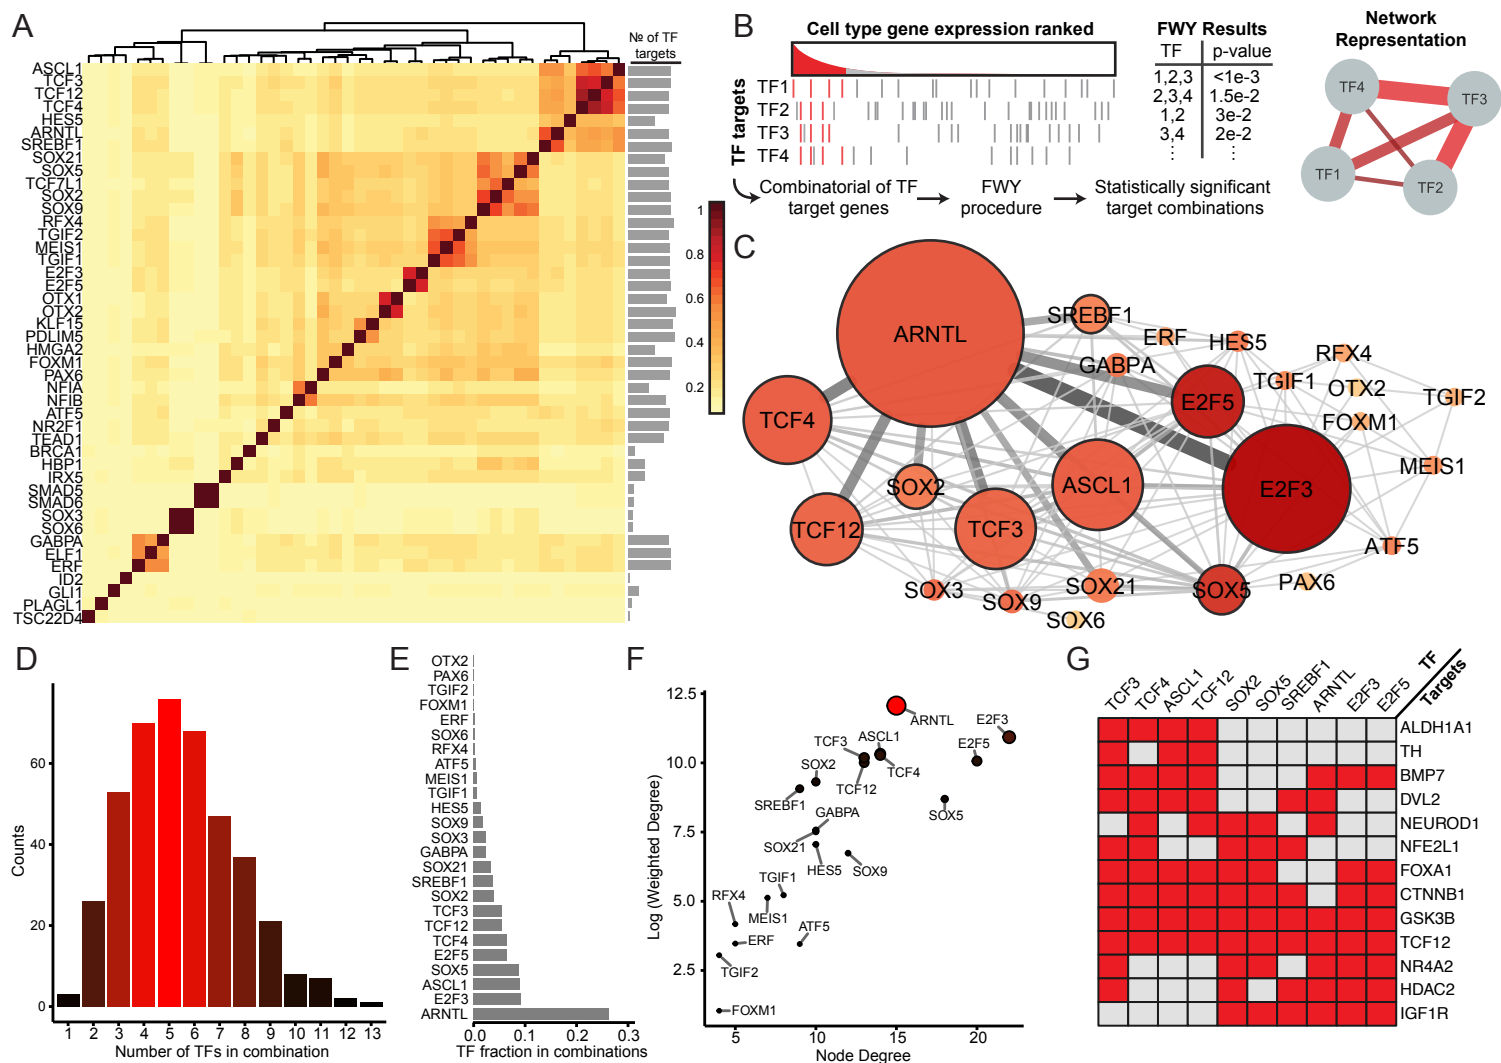 A
№ of TF
targets
ASCL1
TCF3
TCF12
TCF4
HES5
ARNTL
SREBF1
SOX21
SOX5
TCF7L1
SOX2
SOX9
RFX4
TGIF2
MEIS1
TGIF1
E2F3
E2F5
OTX1
OTX2
KLF15
PDLIM5
HMGA2
FOXM1
PAX6
NFIA
NFIB
ATF5
NR2F1
TEAD1
BRCA1
HBP1
IRX5
SMAD5
SMAD6
SOX3
SOX6
GABPA
ELF1
ERF
ID2
GLI1
PLAGL1
TSC22D4
1
0.8
0.6
0.4
0.2
B
Cell type gene expression ranked
TF targets
TF1
TF2
TF3
TF4
Combinatorial of TF
target genes
FWY
procedure
Statistically significant
target combinations
FWY Results
TF p-value
1,2,3 <1e-3
2,3,4 1.5e-2
1,2 3e-2
3,4 2e-2
⋮ ⋮
Network
Representation
TF4
TF3
TF1
TF2
C
ARNTL
SREBF1
ERF
HES5
GABPA
RFX4
TGIF1
OTX2
TGIF2
E2F5
FOXM1
TCF4
MEIS1
SOX2
ASCL1
E2F3
TCF12
TCF3
ATF5
SOX3
SOX9
SOX21
SOX5
PAX6
SOX6
D
Counts
60
40
20
0
1 2 3 4 5 6 7 8 9 10 11 12 13
Number of TFs in combination
E
OTX2
PAX6
TGIF2
FOXM1
ERF
SOX6
RFX4
ATF5
MEIS1
TGIF1
HES5
SOX9
SOX3
GABPA
SOX21
SREBF1
SOX2
TCF3
TCF12
TCF4
E2F5
SOX5
ASCL1
E2F3
ARNTL
0.0 0.1 0.2 0.3
TF fraction in combinations
F
Log (Weighted Degree)
12.5
10.0
7.5
5.0
2.5
ARNTL
E2F3
ASCL1
TCF3
E2F5
SOX2
TCF4
TCF12
SREBF1
SOX5
GABPA
SOX21
HES5
SOX9
TGIF1
RFX4
MEIS1
ATF5
ERF
TGIF2
FOXM1
5 10 15 20
Node Degree
G
TF
Targets
TCF3
TCF4
ASCL1
TCF12
SOX2
SOX5
SREBF1
ARNTL
E2F3
E2F5
ALDH1A1
TH
BMP7
DVL2
NEUROD1
NFE2L1
FOXA1
CTNNB1
GSK3B
TCF12
NR4A2
HDAC2
IGF1R